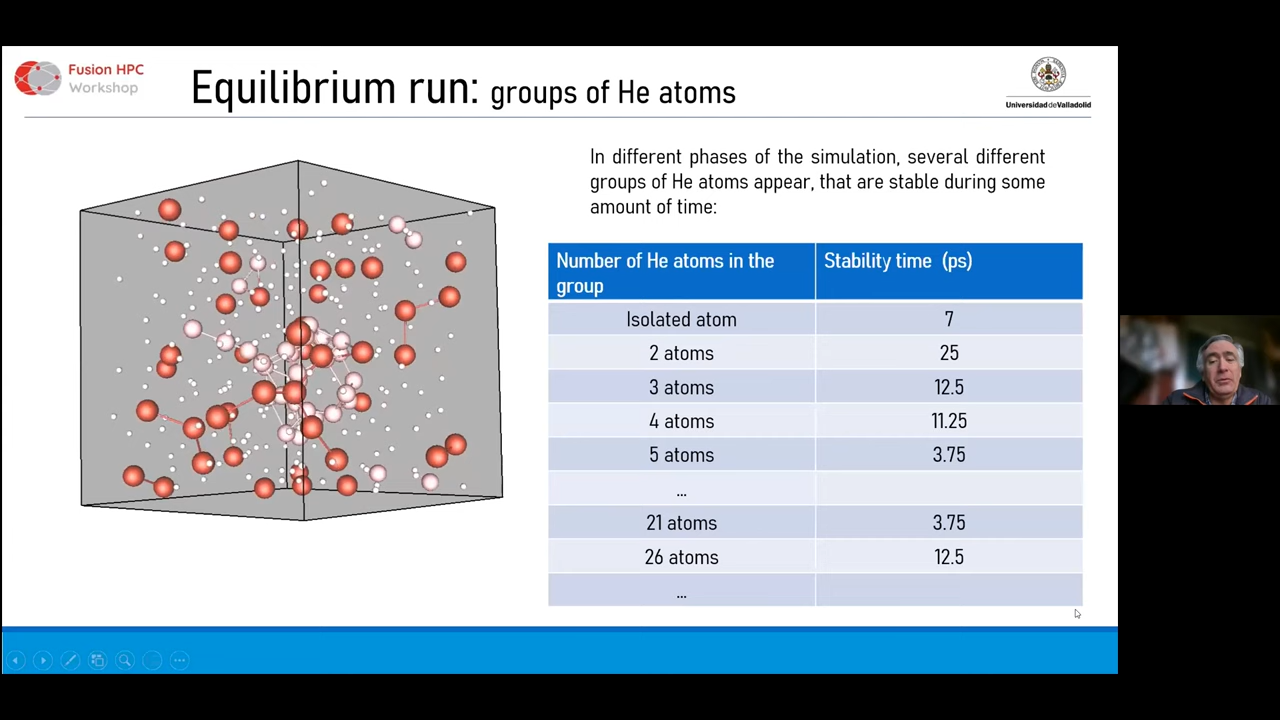 Fusion HPC
Workshop
Equilibrium run: groups of He atoms
Universidad de Valladolid
In different phases of the simulation, several different
groups of He atoms appear, that are stable during some
amount of time:
Number of He atoms in the
group
Stability time (ps)
Isolated atom 7
2 atoms 25
3 atoms 12.5
4 atoms 11.25
5 atoms 3.75
...
21 atoms 3.75
26 atoms 12.5
...